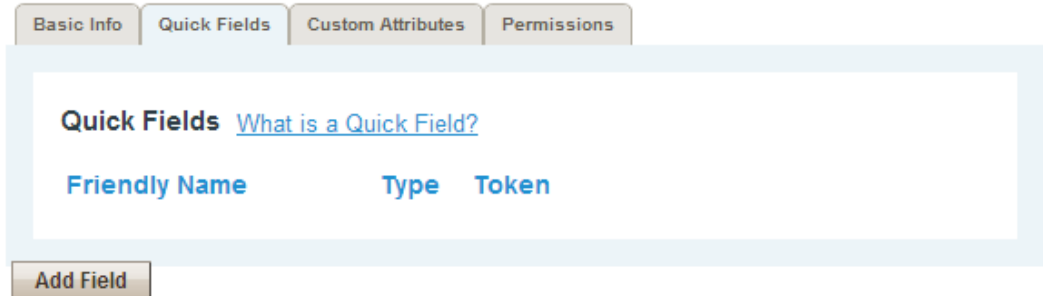 Basic Info Quick Fields Custom Attributes Permissions
Quick Fields What is a Quick Field?
Friendly Name Type Token
Add Field